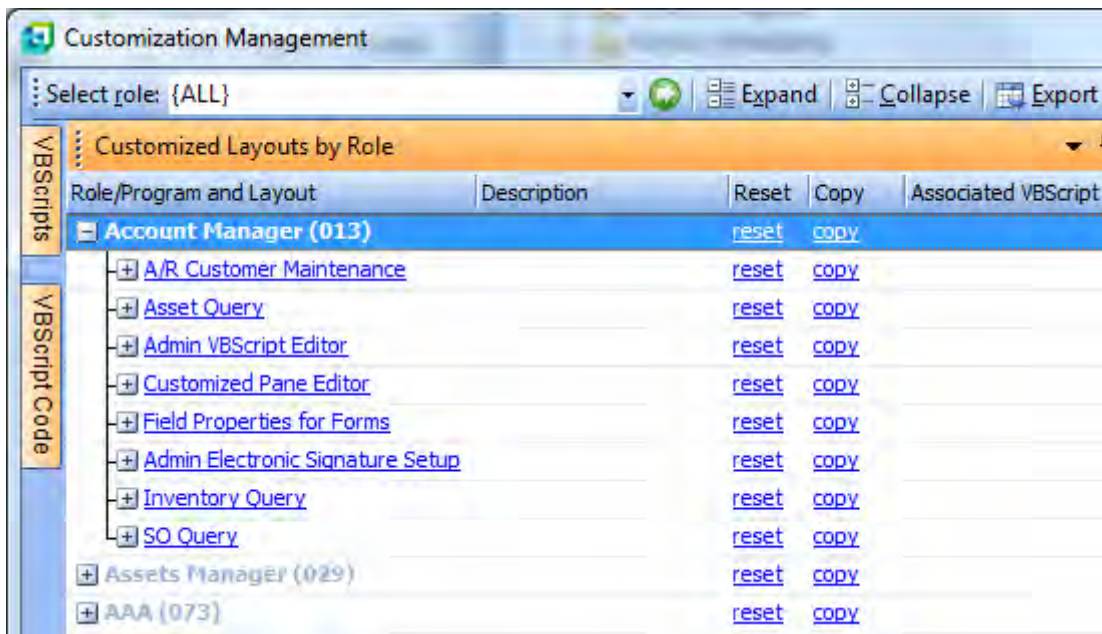 Customization Management
Select role: {ALL} Expand Collapse Export
VBScripts
VBScript Code
Customized Layouts by Role
Role/Program and Layout Description Reset Copy Associated VBScript
Account Manager (013) reset copy
A/R Customer Maintenance reset copy
Asset Query reset copy
Admin VBScript Editor reset copy
Customized Pane Editor reset copy
Field Properties for Forms reset copy
Admin Electronic Signature Setup reset copy
Inventory Query reset copy
SO Query reset copy
Assets Manager (029) reset copy
AAA (073) reset copy